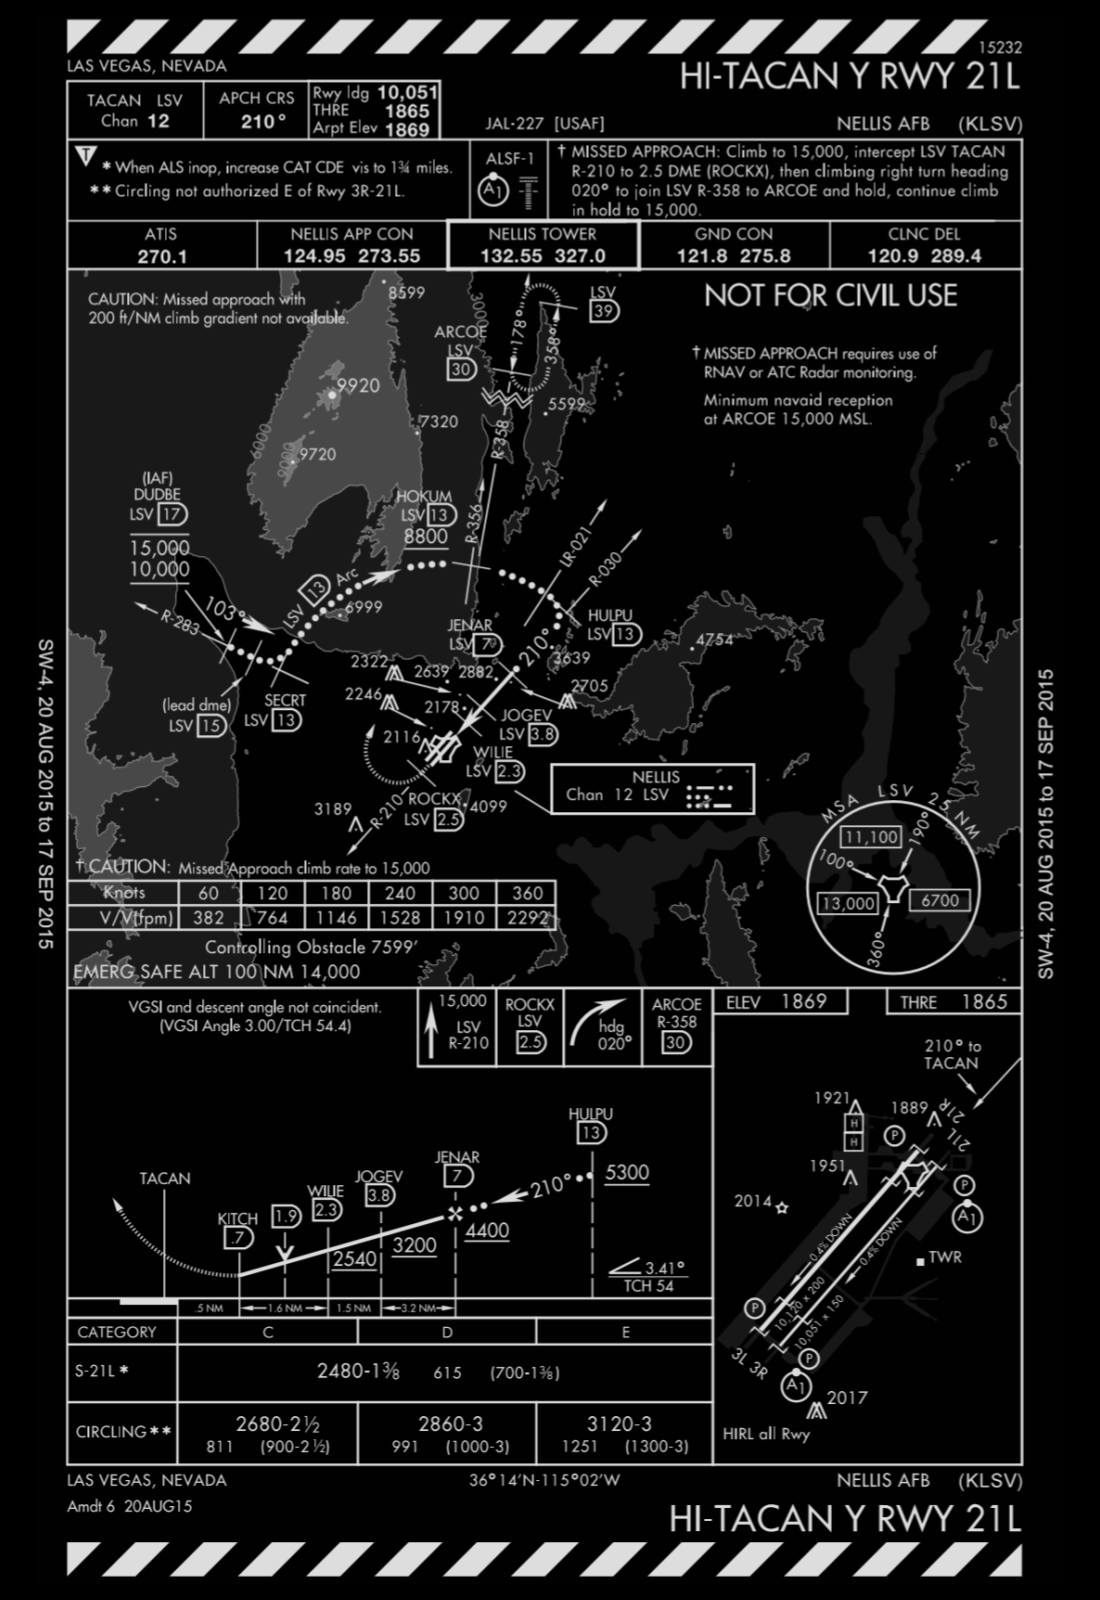 15232
LAS VEGAS, NEVADA
HI-TACAN Y RWY 21L
TACAN LSV
Chan 12
APCH CRS
210°
Rwy ldg 10,051
THRE 1865
Arpt Elev 1869
JAL-227 [USAF]
NELLIS AFB (KLSV)
T
* When ALS inop, increase CAT CDE vis to 1¾ miles.
** Circling not authorized E of Rwy 3R-21L.
ALSF-1
A1
† MISSED APPROACH: Climb to 15,000, intercept LSV TACAN
R-210 to 2.5 DME (ROCKX), then climbing right turn heading
020° to join LSV R-358 to ARCOE and hold, continue climb
in hold to 15,000.
ATIS
270.1
NELLIS APP CON
124.95 273.55
NELLIS TOWER
132.55 327.0
GND CON
121.8 275.8
CLNC DEL
120.9 289.4
CAUTION: Missed approach with
200 ft/NM climb gradient not available.
8599
3000
178°
358°
LSV
39
NOT FOR CIVIL USE
ARCOE
LSV
30
† MISSED APPROACH requires use of
RNAV or ATC Radar monitoring.
Minimum navaid reception
at ARCOE 15,000 MSL.
9920
5599
7320
6000
9000
9720
R-358
(IAF)
DUDBE
LSV 17
15,000
10,000
HOKUM
LSV 13
8800
R-356
LR-021
R-030
103°
R-283
LSV 13 Arc
6999
JENAR
LSV 7
210°
HULPU
LSV 13
4754
3639
2322
2639
2882
2705
2246
2178
(lead dme)
LSV 15
SECRT
LSV 13
JOGEV
LSV 3.8
2116
WILIE
LSV 2.3
NELLIS
Chan 12 LSV
3189
R-210
ROCKX
LSV 2.5
4099
MSA LSV 25 NM
11,100
190°
100°
13,000
6700
360°
† CAUTION: Missed Approach climb rate to 15,000
Knots 60 120 180 240 300 360
V/V(fpm) 382 764 1146 1528 1910 2292
Controlling Obstacle 7599'
EMERG SAFE ALT 100 NM 14,000
SW-4, 20 AUG 2015 to 17 SEP 2015
SW-4, 20 AUG 2015 to 17 SEP 2015
VGSI and descent angle not coincident.
(VGSI Angle 3.00/TCH 54.4)
15,000
LSV
R-210
ROCKX
LSV
2.5
hdg
020°
ARCOE
R-358
30
ELEV 1869
THRE 1865
HULPU
13
JENAR
7
JOGEV
3.8
WILIE
2.3
1.9
KITCH
.7
TACAN
210°
5300
4400
3200
2540
3.41°
TCH 54
.5 NM
1.6 NM
1.5 NM
3.2 NM
210° to
TACAN
1921
1889
21R
21L
H
H
P
1951
P
A1
2014
TWR
0.4% DOWN
0.4% DOWN
10,120 x 200
10,051 x 150
P
3L 3R
P
A1
2017
HIRL all Rwy
CATEGORY C D E
S-21L * 2480-1⅜ 615 (700-1⅜)
CIRCLING ** 2680-2½ 2860-3 3120-3
811 (900-2½) 991 (1000-3) 1251 (1300-3)
LAS VEGAS, NEVADA
36°14'N-115°02'W
NELLIS AFB (KLSV)
Amdt 6 20AUG15
HI-TACAN Y RWY 21L